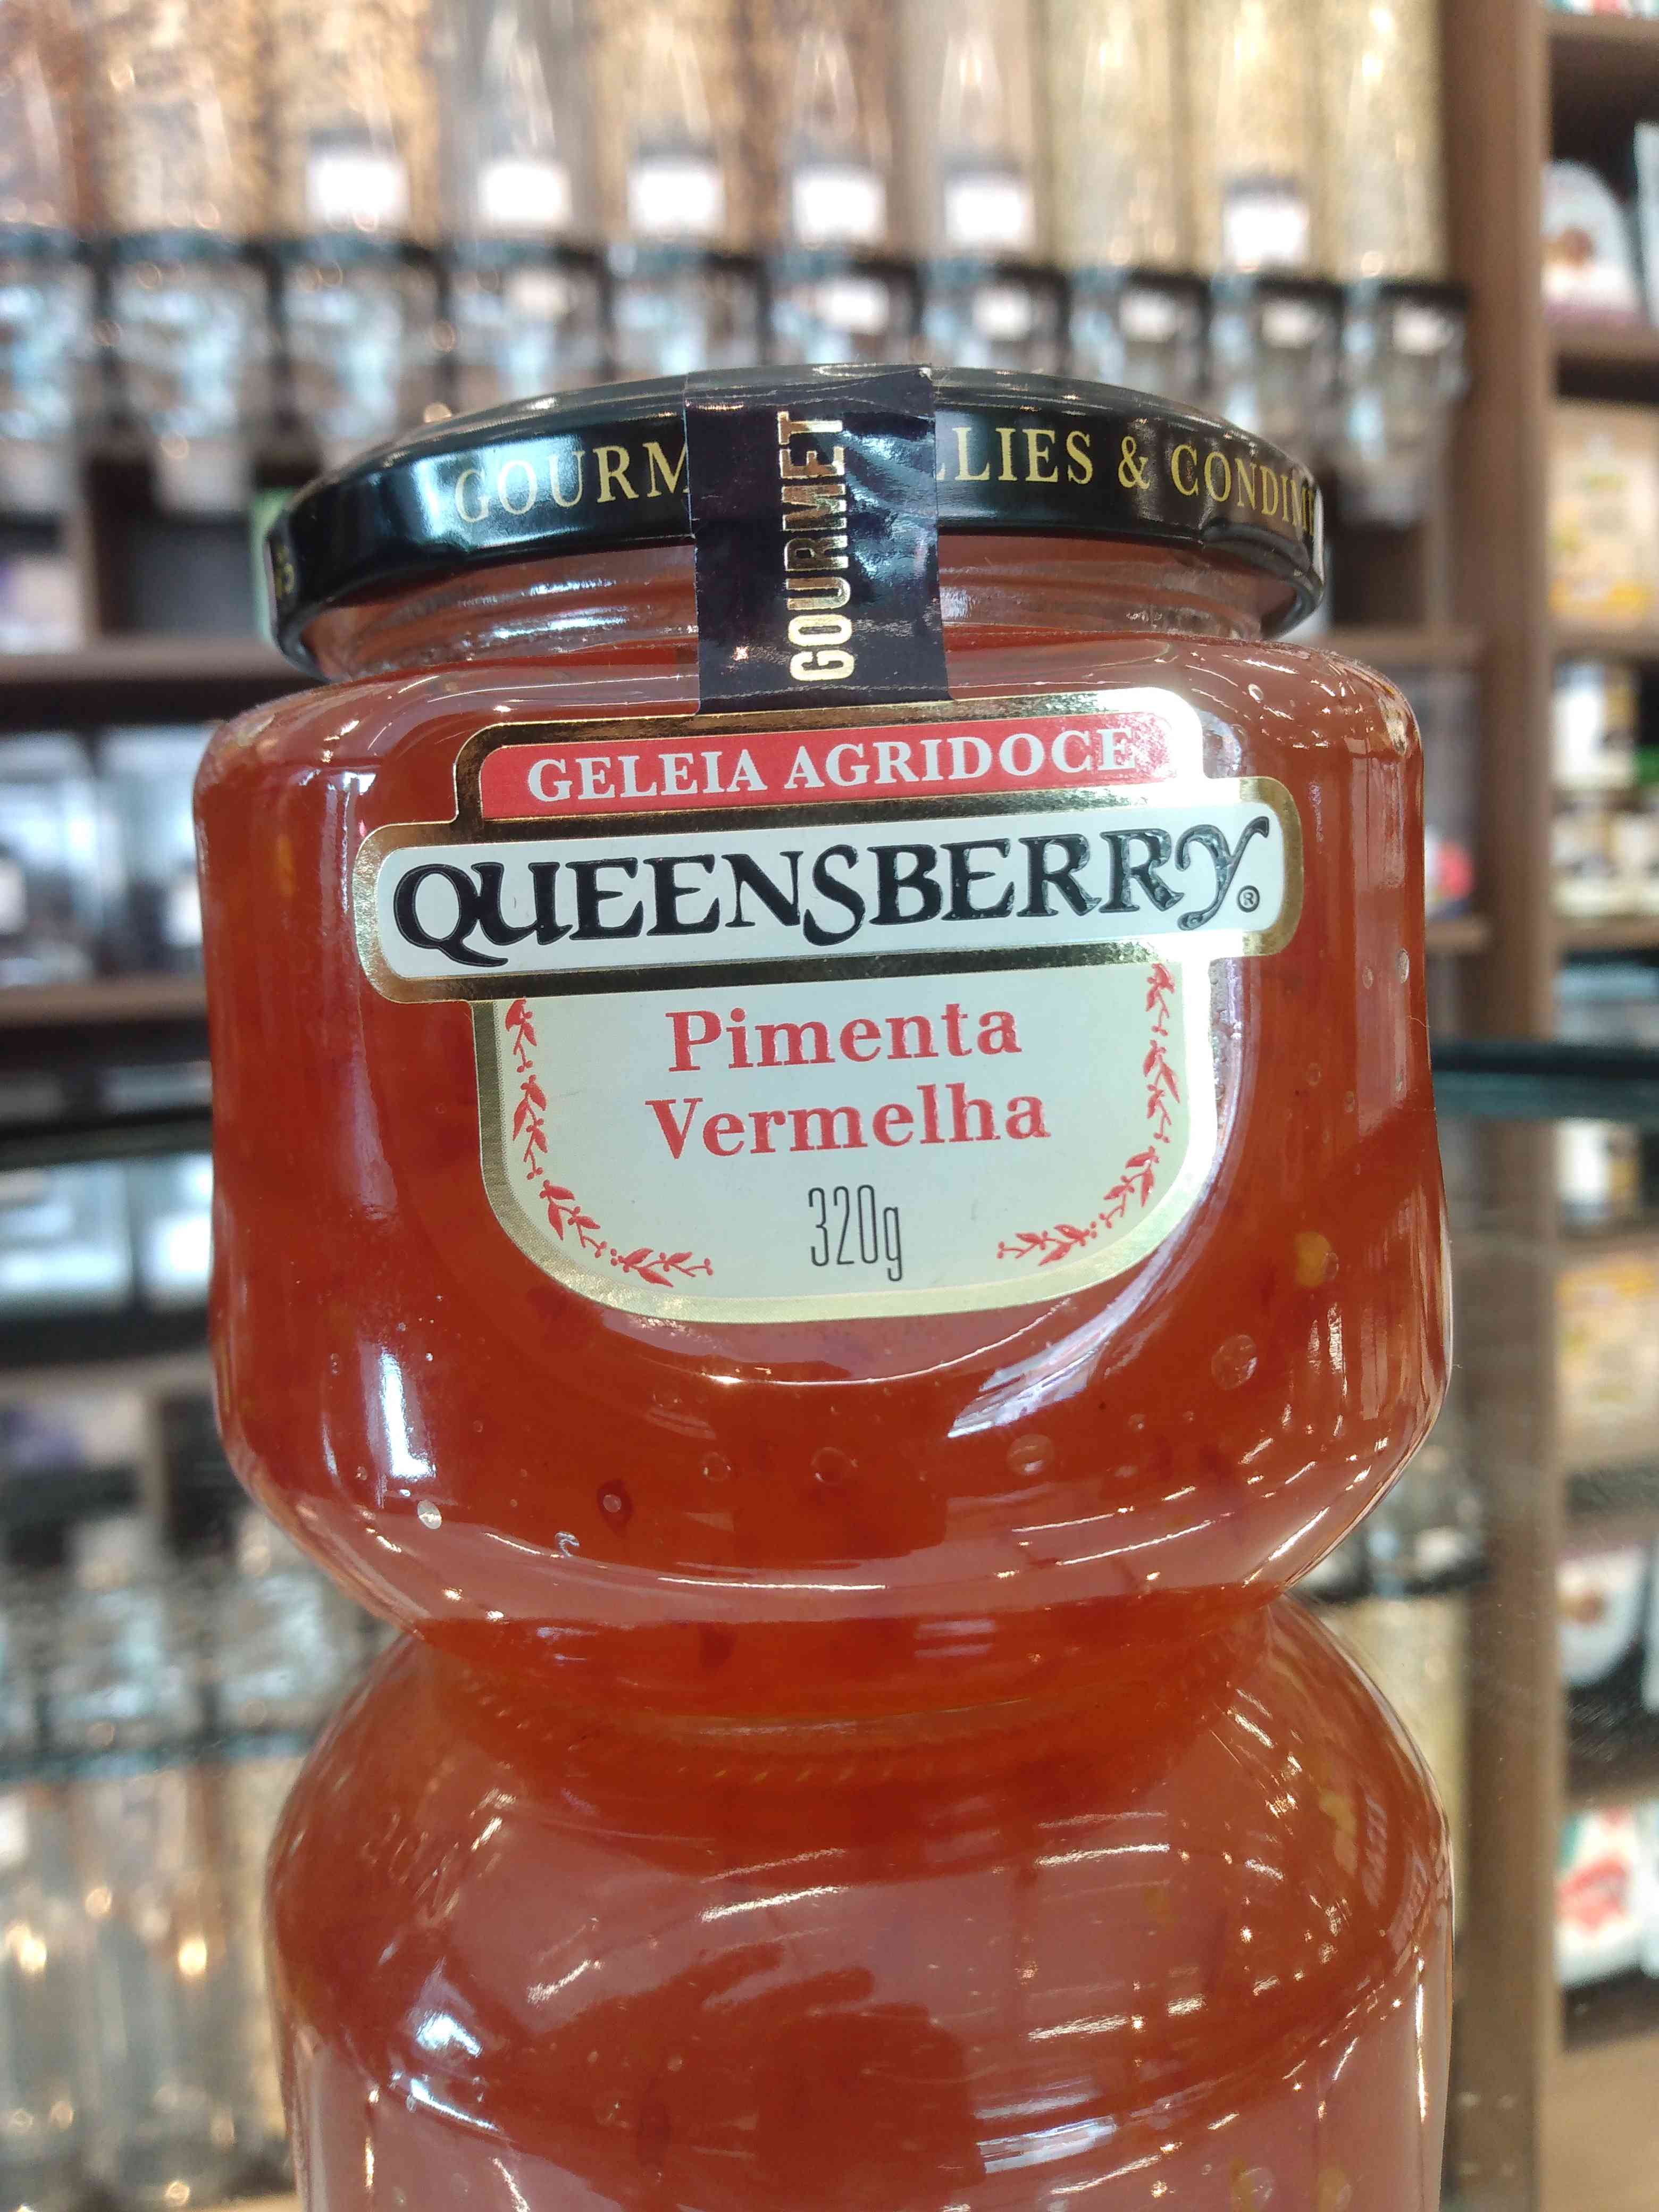 GOURM
LLIES & CONDIM
GOURMET
GELEIA AGRIDOCE
QUEENSBERRY®
Pimenta
Vermelha
320g